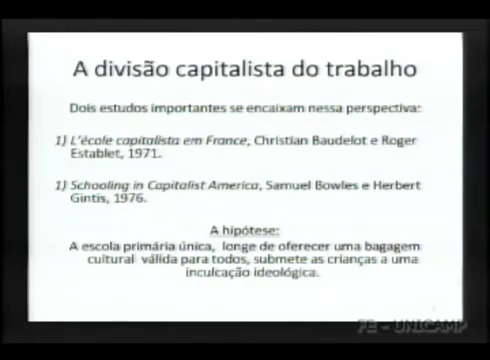 A divisão capitalista do trabalho
Dois estudos importantes se encaixam nessa perspectiva:
1) L'école capitalista em France, Christian Baudelot e Roger
Establet, 1971.
1) Schooling in Capitalist America, Samuel Bowles e Herbert
Gintis, 1976.
A hipótese:
A escola primária única, longe de oferecer uma bagagem
cultural válida para todos, submete as crianças a uma
inculcação ideológica.
FE - UNICAMP